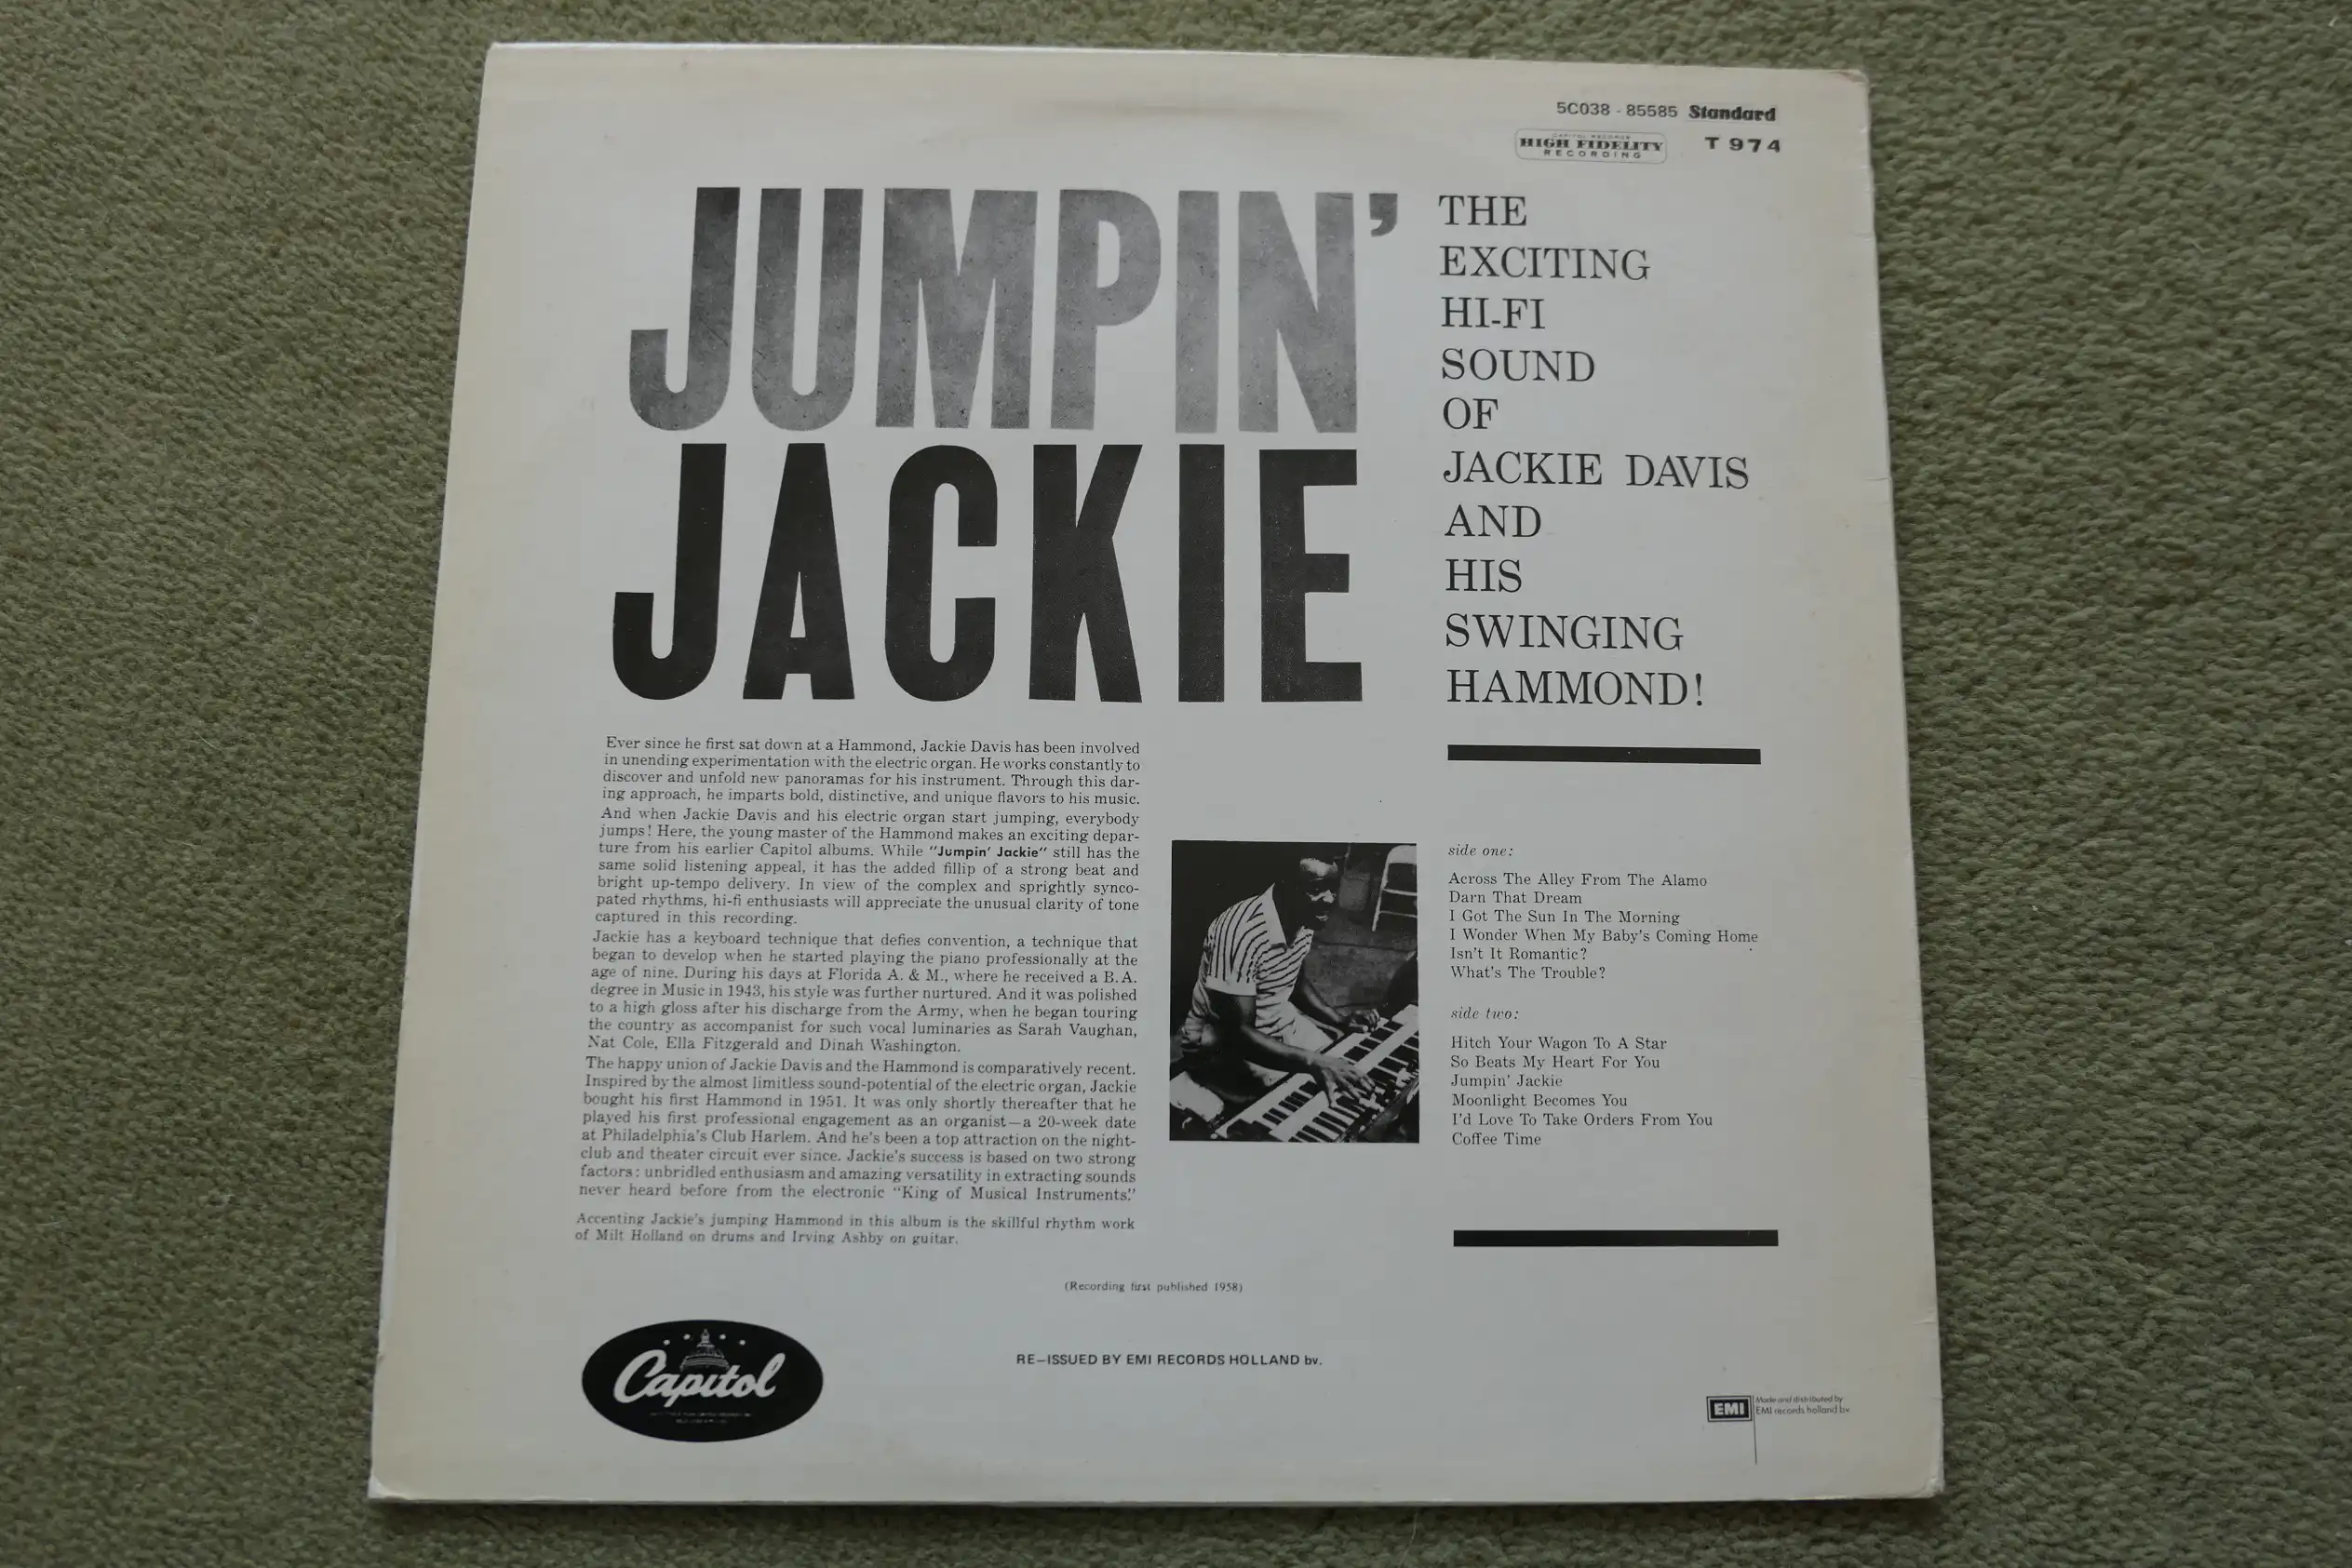 5C038 - 85585 Standard
CAPITOL RECORDS
HIGH FIDELITY
RECORDING
T 974
JUMPIN'
JACKIE
THE
EXCITING
HI-FI
SOUND
OF
JACKIE DAVIS
AND
HIS
SWINGING
HAMMOND!
Ever since he first sat down at a Hammond, Jackie Davis has been involved
in unending experimentation with the electric organ. He works constantly to
discover and unfold new panoramas for his instrument. Through this dar-
ing approach, he imparts bold, distinctive, and unique flavors to his music.
And when Jackie Davis and his electric organ start jumping, everybody
jumps! Here, the young master of the Hammond makes an exciting depar-
ture from his earlier Capitol albums. While "Jumpin' Jackie" still has the
same solid listening appeal, it has the added fillip of a strong beat and
bright up-tempo delivery. In view of the complex and sprightly synco-
pated rhythms, hi-fi enthusiasts will appreciate the unusual clarity of tone
captured in this recording.
Jackie has a keyboard technique that defies convention, a technique that
began to develop when he started playing the piano professionally at the
age of nine. During his days at Florida A. & M., where he received a B.A.
degree in Music in 1943, his style was further nurtured. And it was polished
to a high gloss after his discharge from the Army, when he began touring
the country as accompanist for such vocal luminaries as Sarah Vaughan,
Nat Cole, Ella Fitzgerald and Dinah Washington.
The happy union of Jackie Davis and the Hammond is comparatively recent.
Inspired by the almost limitless sound-potential of the electric organ, Jackie
bought his first Hammond in 1951. It was only shortly thereafter that he
played his first professional engagement as an organist—a 20-week date
at Philadelphia's Club Harlem. And he's been a top attraction on the night-
club and theater circuit ever since. Jackie's success is based on two strong
factors: unbridled enthusiasm and amazing versatility in extracting sounds
never heard before from the electronic "King of Musical Instruments."
Accenting Jackie's jumping Hammond in this album is the skillful rhythm work
of Milt Holland on drums and Irving Ashby on guitar.
side one:
Across The Alley From The Alamo
Darn That Dream
I Got The Sun In The Morning
I Wonder When My Baby's Coming Home
Isn't It Romantic?
What's The Trouble?
side two:
Hitch Your Wagon To A Star
So Beats My Heart For You
Jumpin' Jackie
Moonlight Becomes You
I'd Love To Take Orders From You
Coffee Time
(Recording first published 1958)
Capitol
RE-ISSUED BY EMI RECORDS HOLLAND bv.
EMI
Made and distributed by
EMI records holland bv